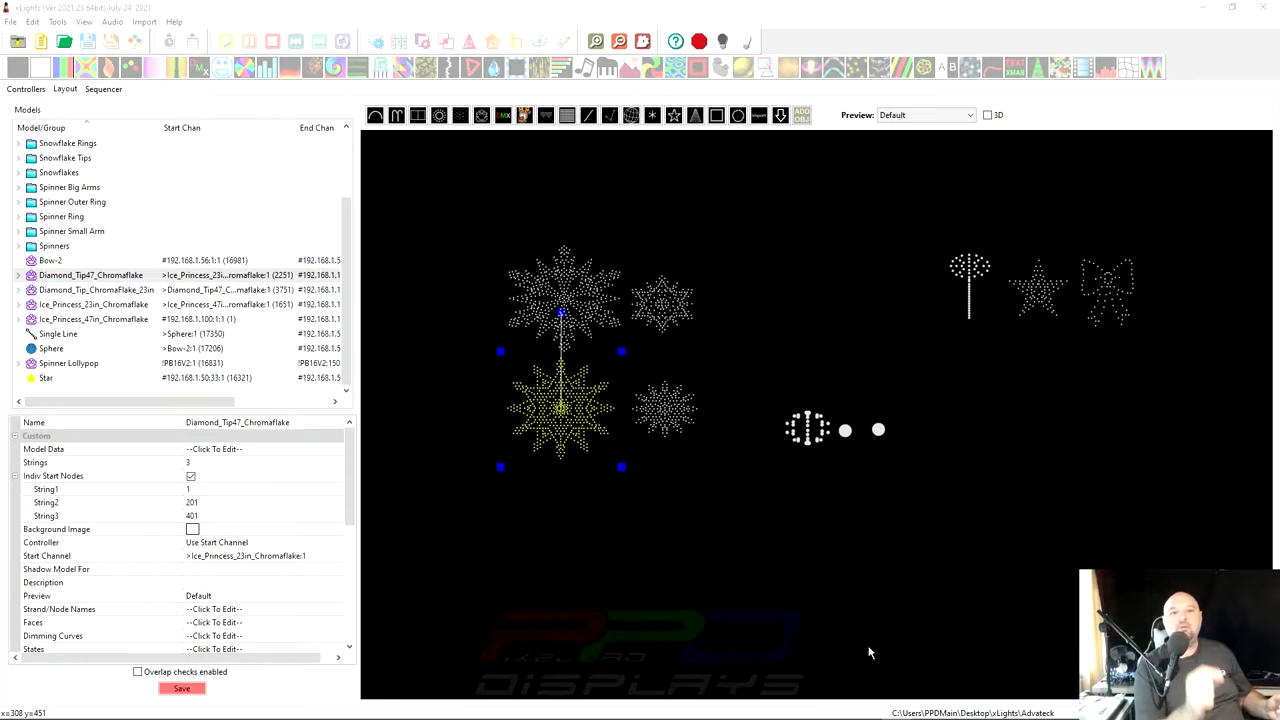 xLights (Ver 2021.23 64bit) July 24, 2021
File Edit Tools View Audio Import Help
Controllers Layout Sequencer
Models
Preview: Default 3D
Model/Group Start Chan End Chan
Snowflake Rings
Snowflake Tips
Snowflakes
Spinner Big Arms
Spinner Outer Ring
Spinner Ring
Spinner Small Arm
Spinners
Bow-2 #192.168.1.56:1:1 (16981) #192.168.1.5
Diamond_Tip47_Chromaflake >Ice_Princess_23i...romaflake:1 (2251) #192.168.1.1
Diamond_Tip_ChromaFlake_23in >Diamond_Tip47_C...maflake:1 (3751) #192.168.1.1
Ice_Princess_23in_Chromaflake >Ice_Princess_47i...romaflake:1 (1651) #192.168.1.1
Ice_Princess_47in_Chromaflake #192.168.1.100:1:1 (1) #192.168.1.1
Single Line >Sphere:1 (17350) #192.168.1.5
Sphere >Bow-2:1 (17206) #192.168.1.5
Spinner Lollypop !PB16V2:1 (16831) !PB16V2:150
Star #192.168.1.50:33:1 (16321) #192.168.1.5
Name Diamond_Tip47_Chromaflake
Custom
Model Data --Click To Edit--
Strings 3
Indiv Start Nodes
String1 1
String2 201
String3 401
Background Image
Controller Use Start Channel
Start Channel >Ice_Princess_23in_Chromaflake:1
Shadow Model For
Description
Preview Default
Strand/Node Names --Click To Edit--
Faces --Click To Edit--
Dimming Curves --Click To Edit--
States --Click To Edit--
Overlap checks enabled
Save
PPD
DISPLAYS
x=308 y=451 C:\Users\PPDMain\Desktop\xLights\Advateck